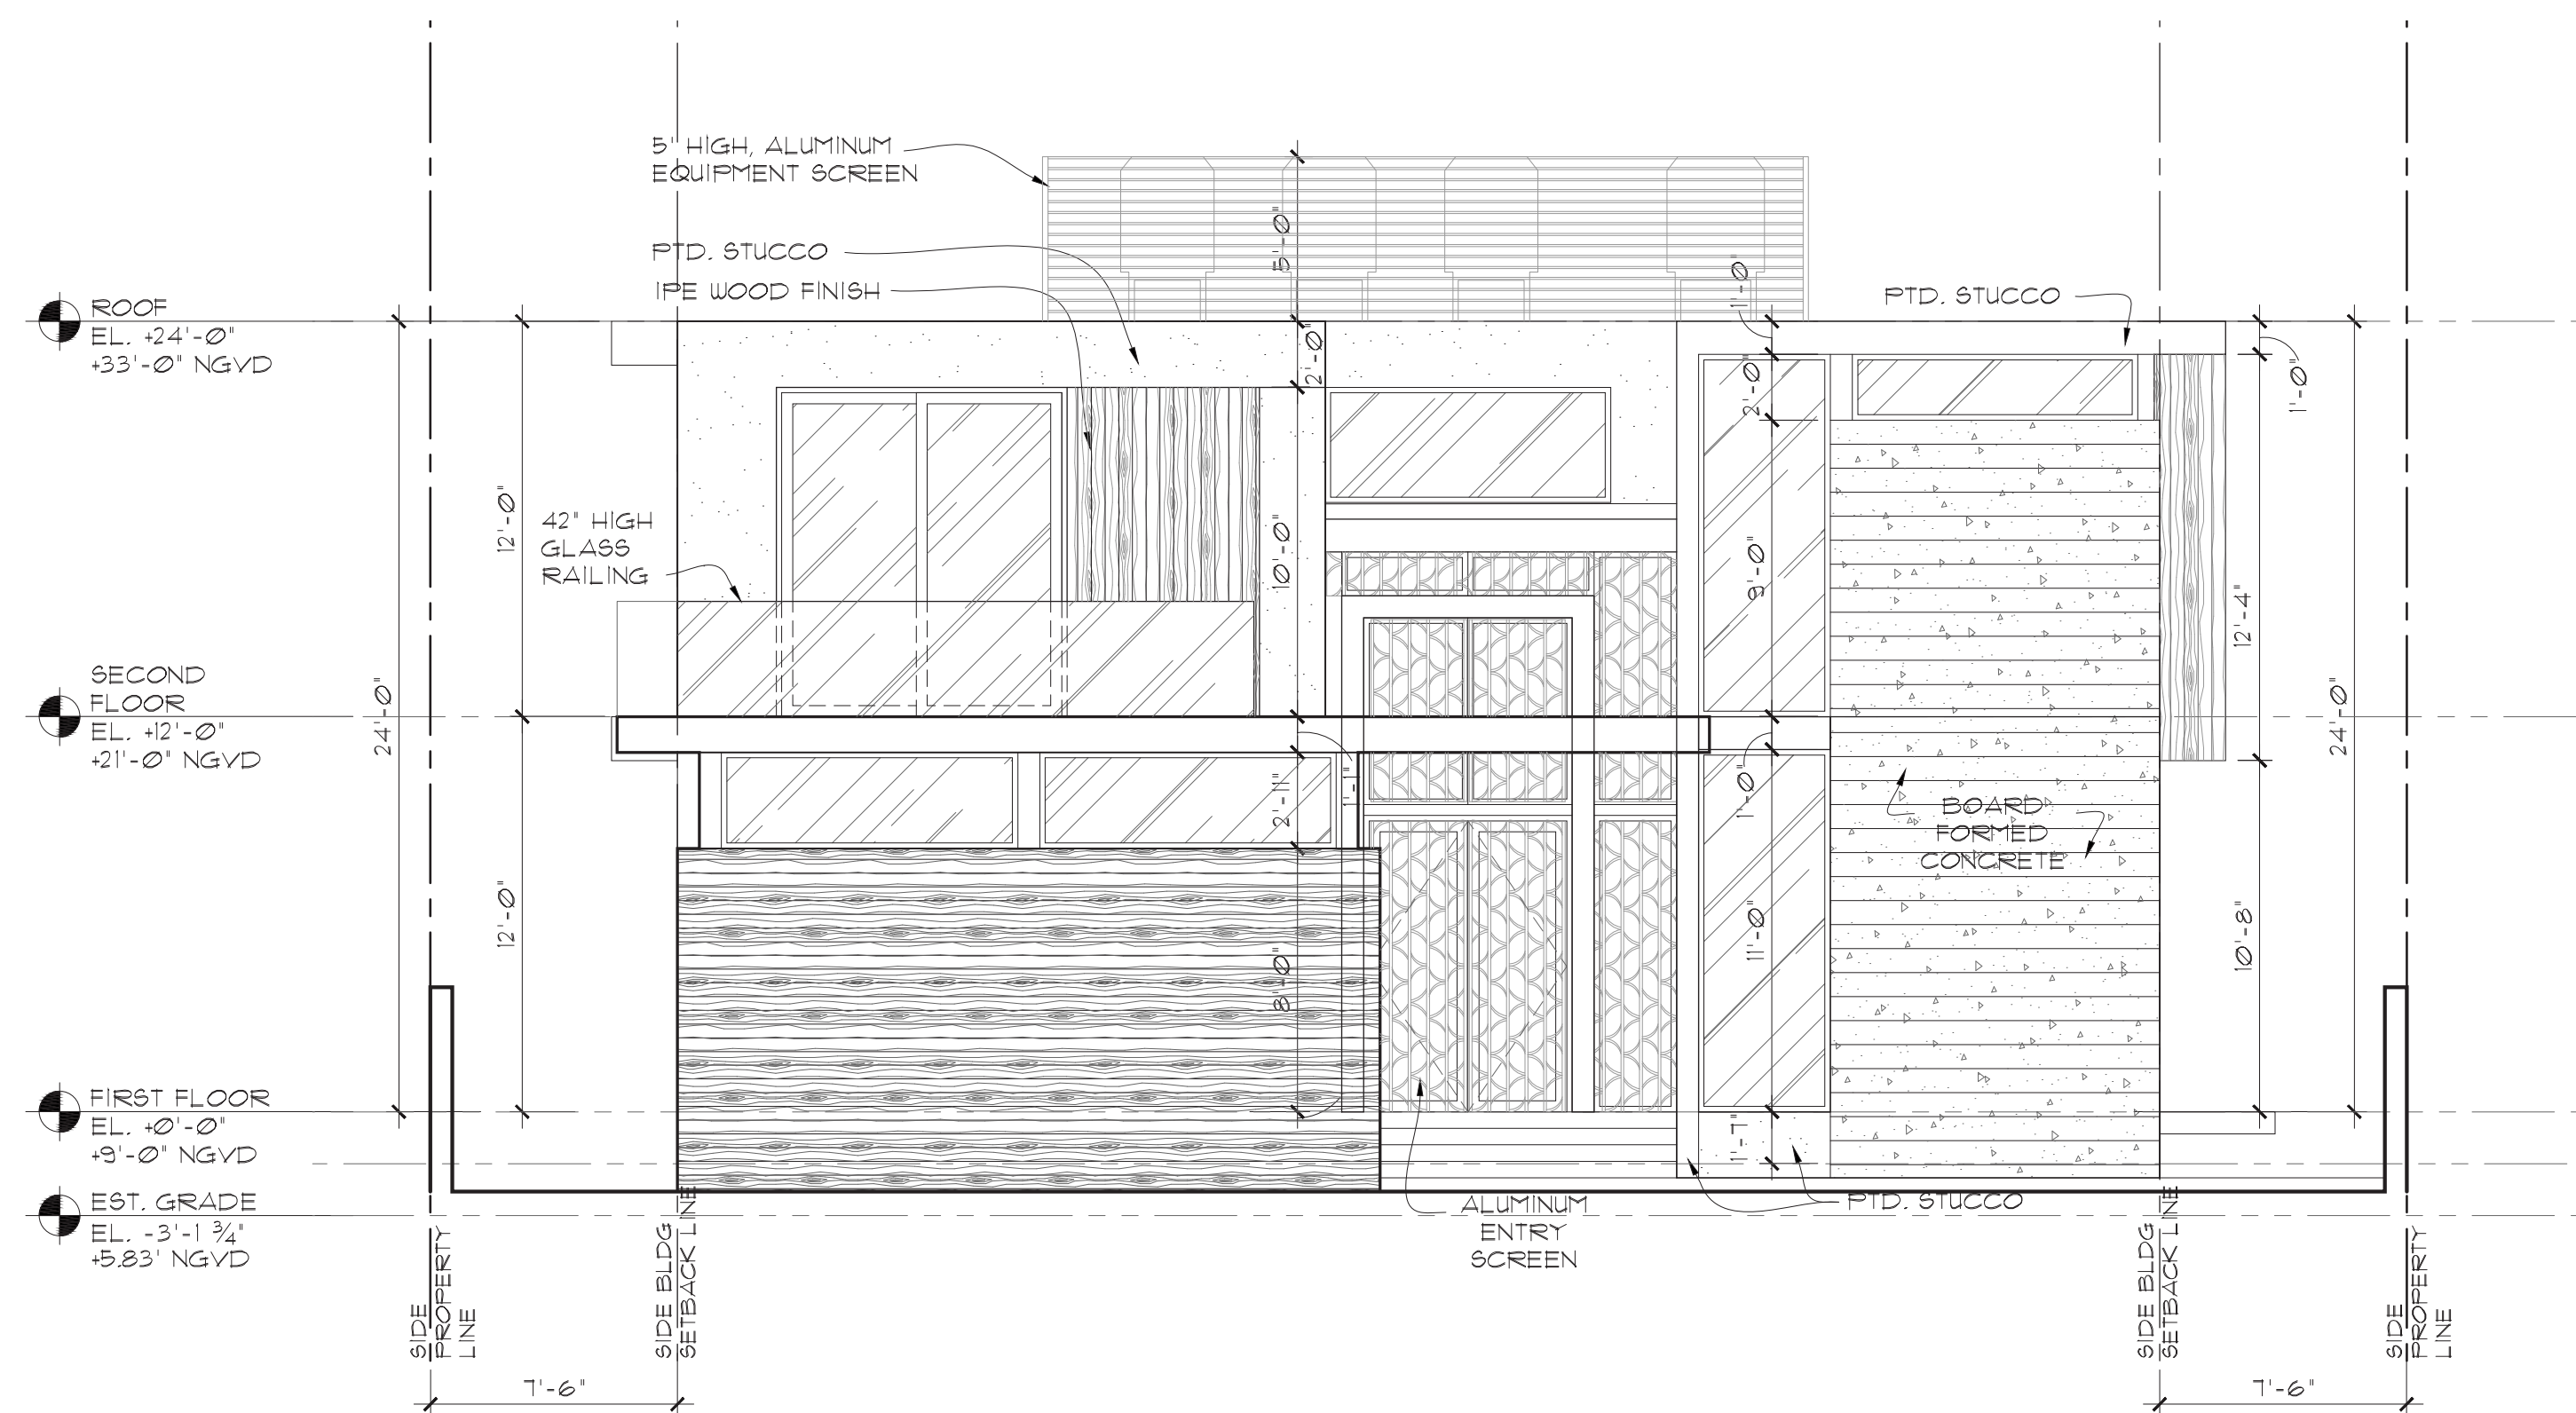 5' HIGH, ALUMINUM
EQUIPMENT SCREEN
PTD. STUCCO
IPE WOOD FINISH
42" HIGH
GLASS
RAILING
PTD. STUCCO
ROOF
EL. +24'-0"
+33'-0" NGVD
SECOND
FLOOR
EL. +12'-0"
+21'-0" NGVD
FIRST FLOOR
EL. +0'-0"
+9'-0" NGVD
EST. GRADE
EL. -3'-1 3/4"
+5.83' NGVD
24'-0"
12'-0"
12'-0"
5'-0"
2'-0"
10'-0"
1'-1"
2'-11"
8'-0"
1'-0"
2'-0"
9'-0"
1'-0"
11'-0"
1'-7"
BOARD
FORMED
CONCRETE
1'-0"
12'-4"
10'-8"
24'-0"
ALUMINUM
ENTRY
SCREEN
PTD. STUCCO
SIDE
PROPERTY
LINE
SIDE BLDG
SETBACK LINE
SIDE BLDG
SETBACK LINE
SIDE
PROPERTY
LINE
7'-6"
7'-6"